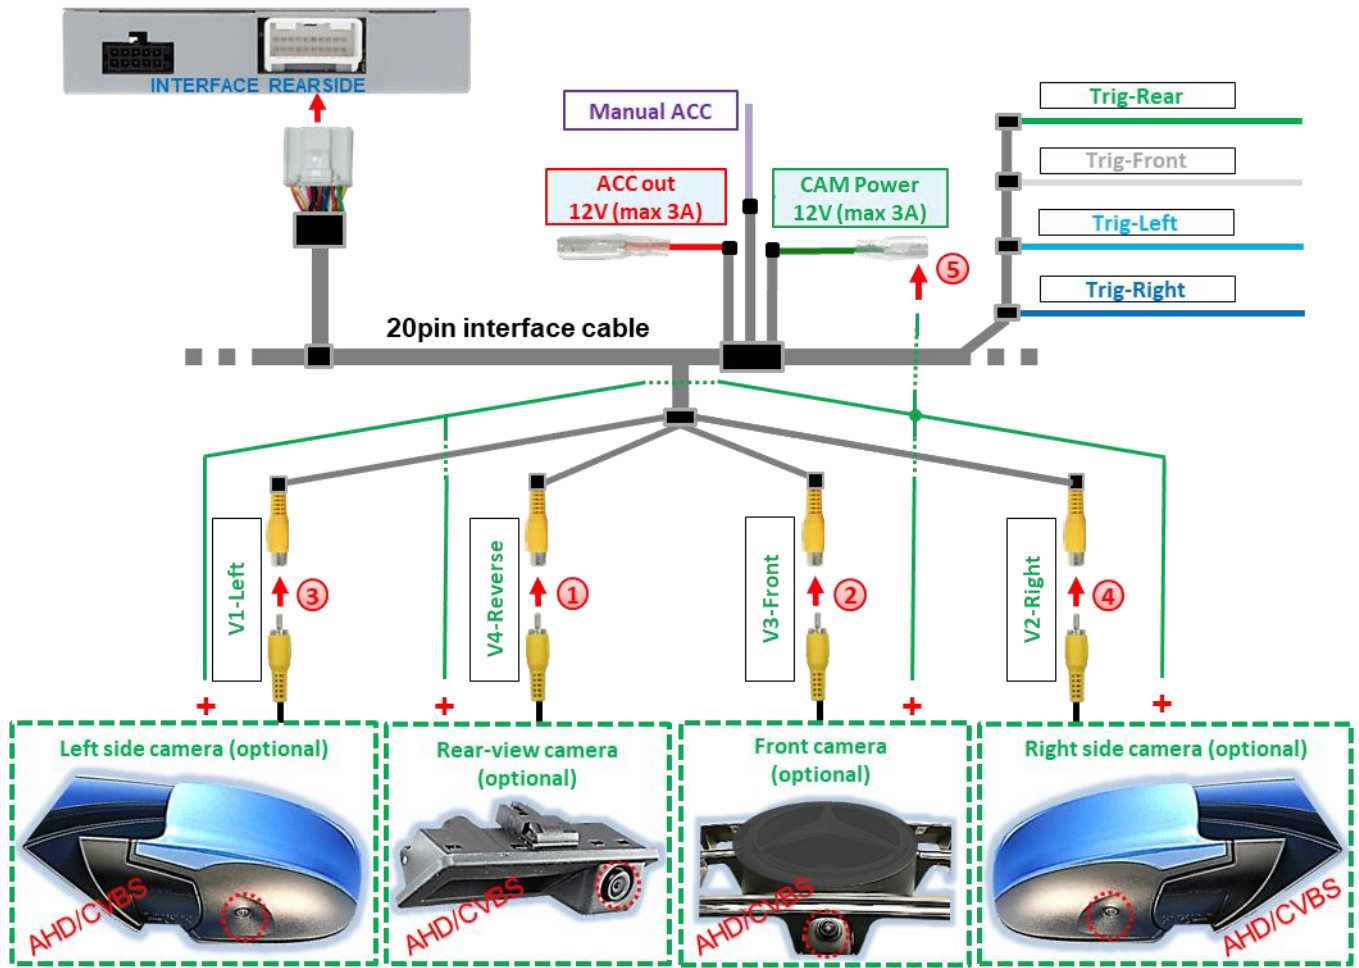 INTERFACE REARSIDE
Manual ACC
ACC out
12V (max 3A)
CAM Power
12V (max 3A)
5
Trig-Rear
Trig-Front
Trig-Left
Trig-Right
20pin interface cable
V1-Left
3
V4-Reverse
1
V3-Front
2
V2-Right
4
+
+
+
+
Left side camera (optional)
AHD/CVBS
Rear-view camera
(optional)
AHD/CVBS
Front camera
(optional)
AHD/CVBS
Right side camera (optional)
AHD/CVBS